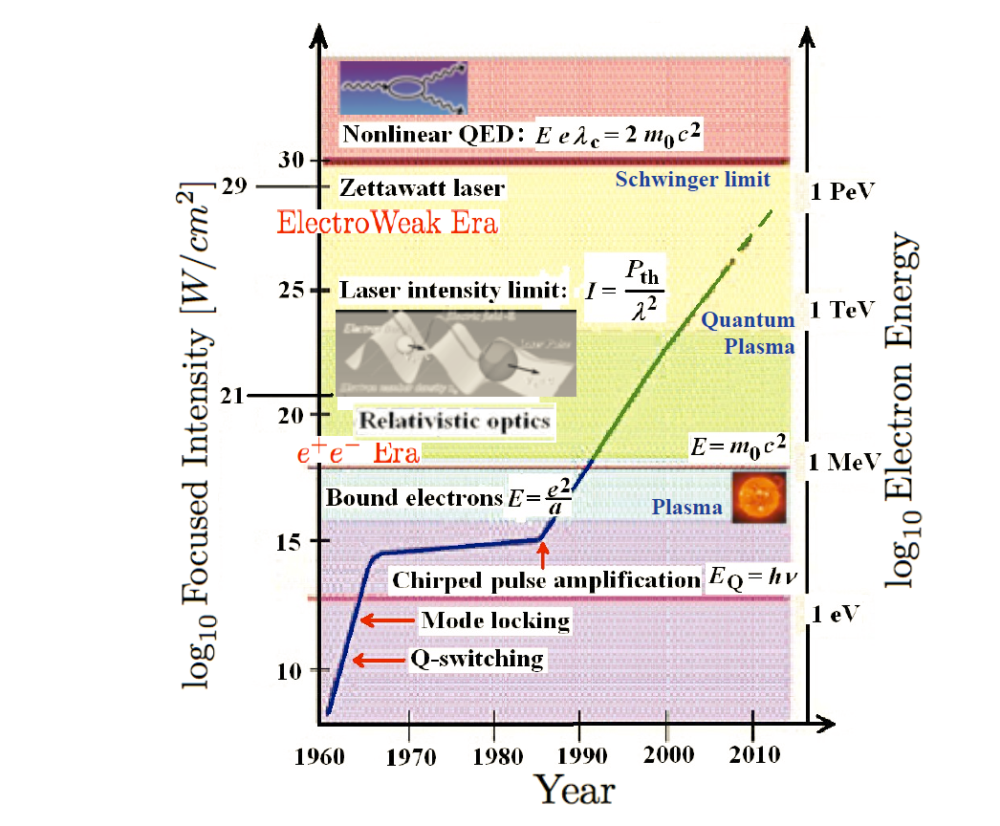 Nonlinear QED: E e λc = 2 m₀c²
30
29
Zettawatt laser
Schwinger limit
1 PeV
ElectroWeak Era
25
Laser intensity limit: I = Pth / λ²
1 TeV
Quantum
Plasma
21
20
Relativistic optics
e⁺e⁻ Era
E = m₀c²
1 MeV
Bound electrons E = e²/a
Plasma
15
Chirped pulse amplification
E_Q = hν
1 eV
Mode locking
Q-switching
10
1960 1970 1980 1990 2000 2010
Year
log₁₀ Focused Intensity [W/cm²]
log₁₀ Electron Energy